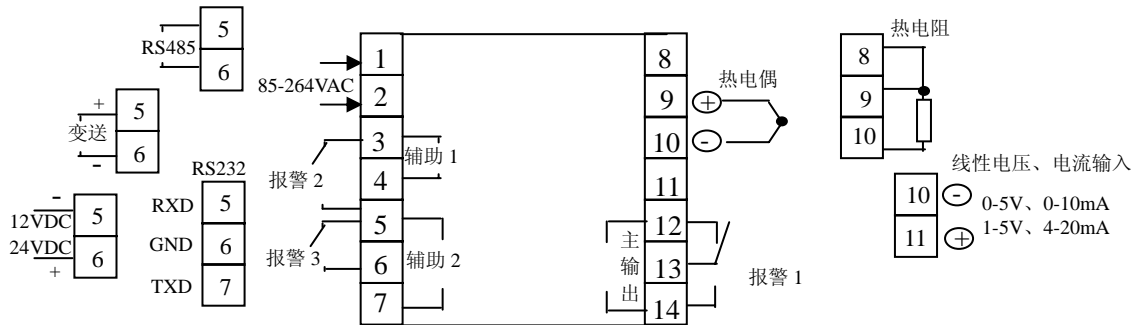 RS485
5
6
+
变送
-
5
6
-
12VDC
24VDC
+
5
6
RS232
RXD
GND
TXD
5
6
7
85-264VAC
报警 2
报警 3
1
2
3
4
5
6
7
辅助 1
辅助 2
主输出
8
9
10
11
12
13
14
热电偶
+
-
报警 1
热电阻
8
9
10
线性电压、电流输入
10
11
-
+
0-5V、0-10mA
1-5V、4-20mA